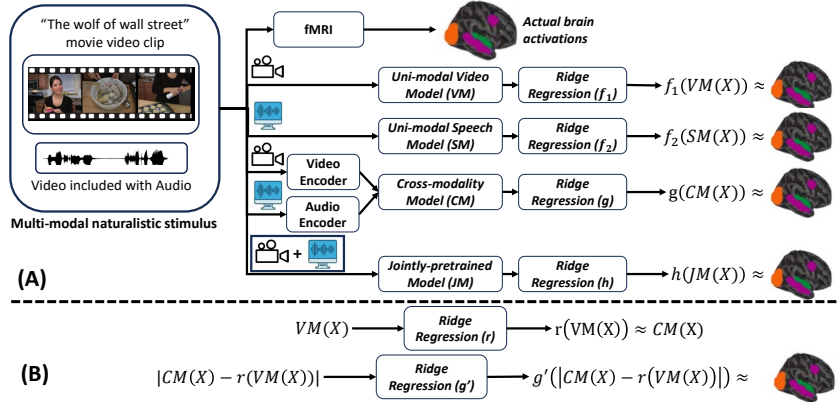 “The wolf of wall street”
movie video clip
Video included with Audio
Multi-modal naturalistic stimulus
(A)
fMRI
Actual brain
activations
Uni-modal Video
Model (VM)
Ridge
Regression (f₁)
f₁(VM(X)) ≈
Uni-modal Speech
Model (SM)
Ridge
Regression (f₂)
f₂(SM(X)) ≈
Video
Encoder
Audio
Encoder
Cross-modality
Model (CM)
Ridge
Regression (g)
g(CM(X)) ≈
+
Jointly-pretrained
Model (JM)
Ridge
Regression (h)
h(JM(X)) ≈
(B)
VM(X)
Ridge
Regression (r)
r(VM(X)) ≈ CM(X)
|CM(X) − r(VM(X))|
Ridge
Regression (g’)
g′(|CM(X) − r(VM(X))|) ≈